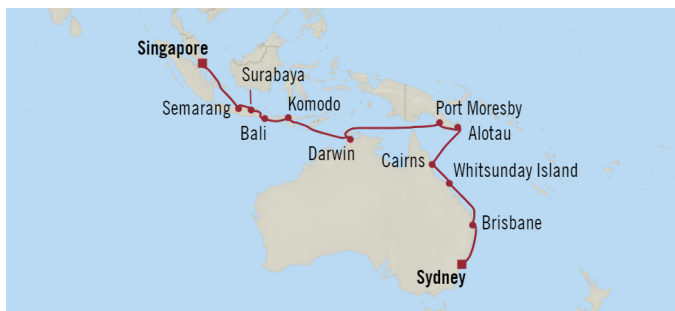 Singapore
Surabaya
Semarang
Komodo
Bali
Port Moresby
Alotau
Darwin
Cairns
Whitsunday Island
Brisbane
Sydney